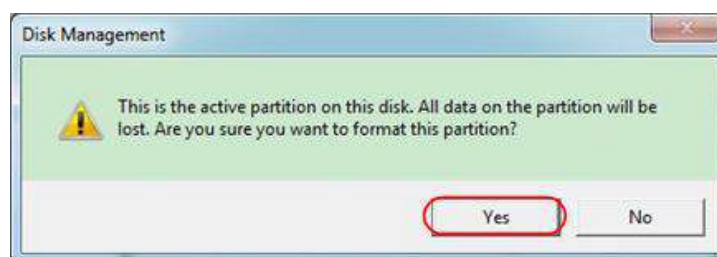 Disk Management
This is the active partition on this disk. All data on the partition will be
lost. Are you sure you want to format this partition?
Yes No